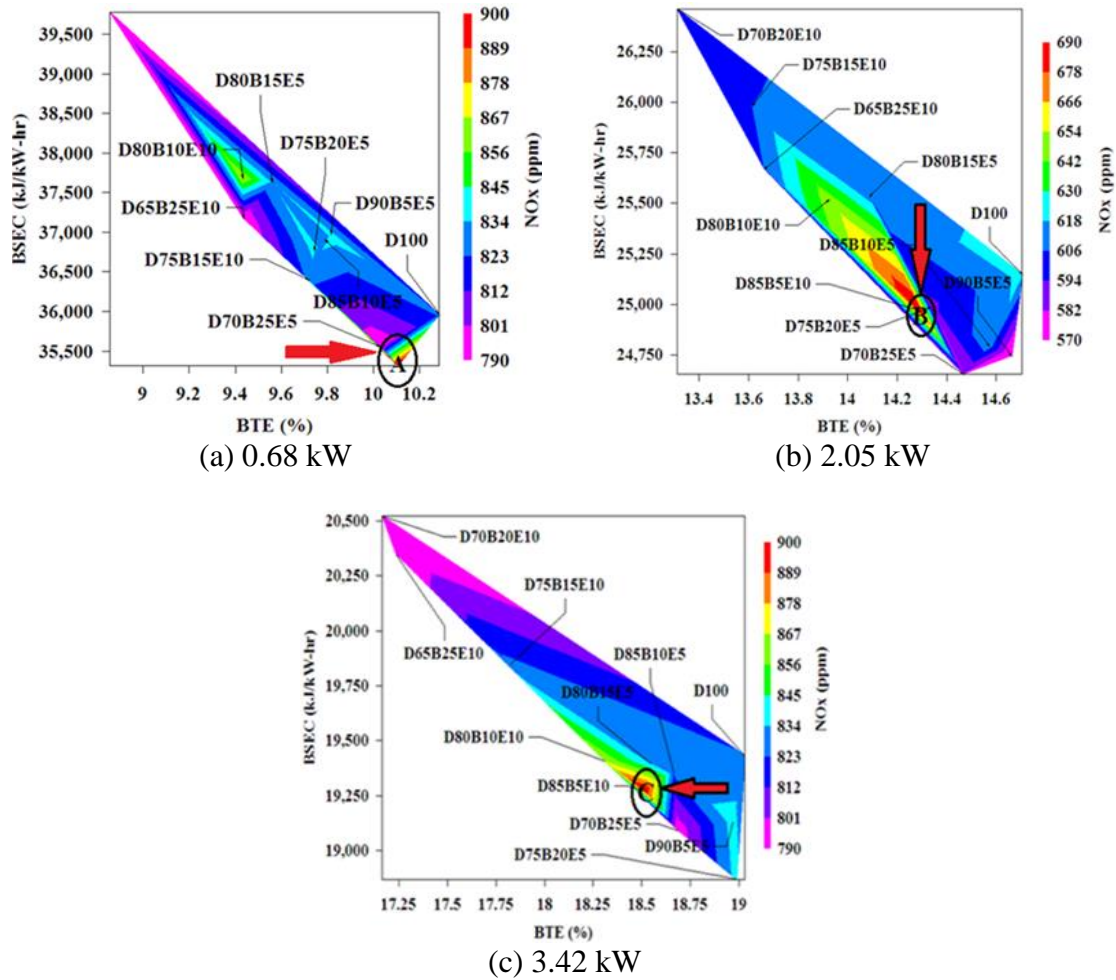 39,500
39,000
38,500
38,000
37,500
37,000
36,500
36,000
35,500
BSEC (kJ/kW-hr)
9
9.2
9.4
9.6
9.8
10
10.2
BTE (%)
D80B15E5
D75B20E5
D80B10E10
D90B5E5
D65B25E10
D100
D75B15E10
D85B10E5
D70B25E5
A
900
889
878
867
856
845
834
823
812
801
790
NOx (ppm)
(a) 0.68 kW
26,250
26,000
25,750
25,500
25,250
25,000
24,750
BSEC (kJ/kW-hr)
13.4
13.6
13.8
14
14.2
14.4
14.6
BTE (%)
D70B20E10
D75B15E10
D65B25E10
D80B15E5
D80B10E10
D85B10E5
D100
D85B5E10
D90B5E5
D75B20E5
D70B25E5
B
690
678
666
654
642
630
618
606
594
582
570
NOx (ppm)
(b) 2.05 kW
20,500
20,250
20,000
19,750
19,500
19,250
19,000
BSEC (kJ/kW-hr)
17.25
17.5
17.75
18
18.25
18.5
18.75
19
BTE (%)
D70B20E10
D75B15E10
D65B25E10
D85B10E5
D80B15E5
D100
D80B10E10
D85B5E10
C
D70B25E5
D90B5E5
D75B20E5
900
889
878
867
856
845
834
823
812
801
790
NOx (ppm)
(c) 3.42 kW